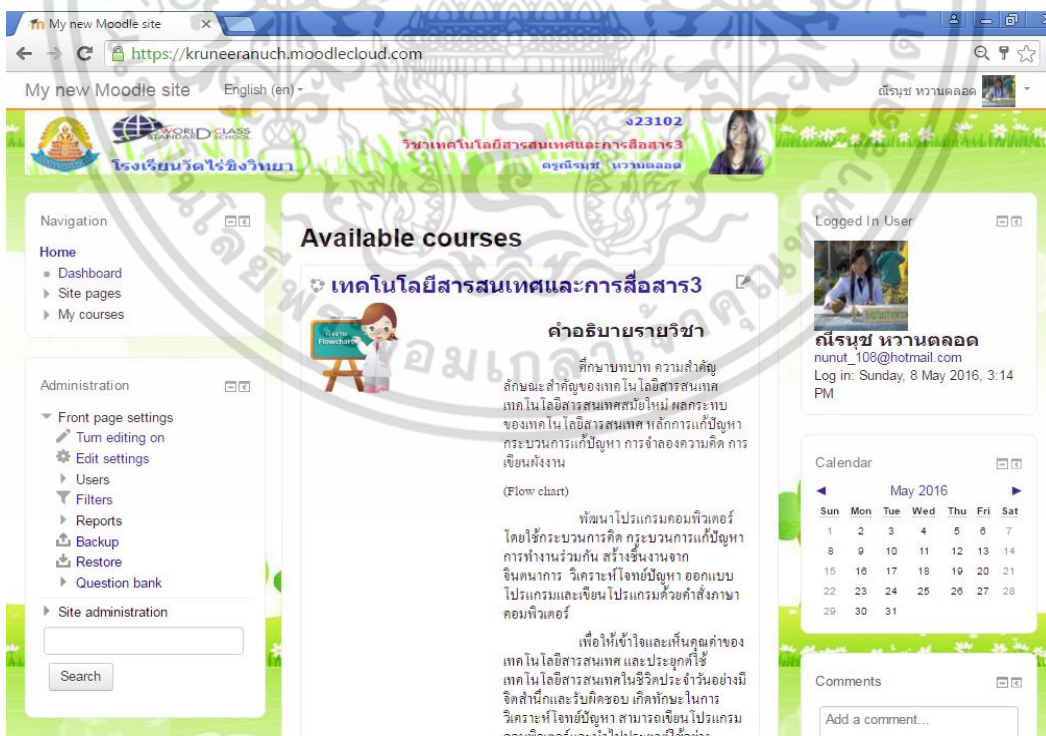 My new Moodle site
https://kruneeranuch.moodlecloud.com
My new Moodle site English (en)
ณีรนุช หวานตลอด
WORLD CLASS
STANDARD SCHOOL
โรงเรียนวัดไร่ขิงวิทยา
ง23102
วิชาเทคโนโลยีสารสนเทศและการสื่อสาร3
ครูณีรนุช หวานตลอด
Navigation
Home
Dashboard
Site pages
My courses
Administration
Front page settings
Turn editing on
Edit settings
Users
Filters
Reports
Backup
Restore
Question bank
Site administration
Search
Available courses
เทคโนโลยีสารสนเทศและการสื่อสาร3
ผังงาน
Flowchart
คำอธิบายรายวิชา
ศึกษาบทบาท ความสำคัญ
ลักษณะสำคัญของเทคโนโลยีสารสนเทศ
เทคโนโลยีสารสนเทศสมัยใหม่ ผลกระทบ
ของเทคโนโลยีสารสนเทศ หลักการแก้ปัญหา
กระบวนการแก้ปัญหา การจำลองความคิด การ
เขียนผังงาน
(Flow chart)
พัฒนาโปรแกรมคอมพิวเตอร์
โดยใช้กระบวนการคิด กระบวนการแก้ปัญหา
การทำงานร่วมกัน สร้างชิ้นงานจาก
จินตนาการ วิเคราะห์โจทย์ปัญหา ออกแบบ
โปรแกรมและเขียนโปรแกรมด้วยคำสั่งภาษา
คอมพิวเตอร์
เพื่อให้เข้าใจและเห็นคุณค่าของ
เทคโนโลยีสารสนเทศ และประยุกต์ใช้
เทคโนโลยีสารสนเทศในชีวิตประจำวันอย่างมี
จิตสำนึกและรับผิดชอบ เกิดทักษะในการ
วิเคราะห์โจทย์ปัญหา สามารถเขียนโปรแกรม
Logged In User
ณีรนุช หวานตลอด
nunut_108@hotmail.com
Log in: Sunday, 8 May 2016, 3:14
PM
Calendar
May 2016
Sun Mon Tue Wed Thu Fri Sat
1 2 3 4 5 6 7
8 9 10 11 12 13 14
15 16 17 18 19 20 21
22 23 24 25 26 27 28
29 30 31
Comments
Add a comment...